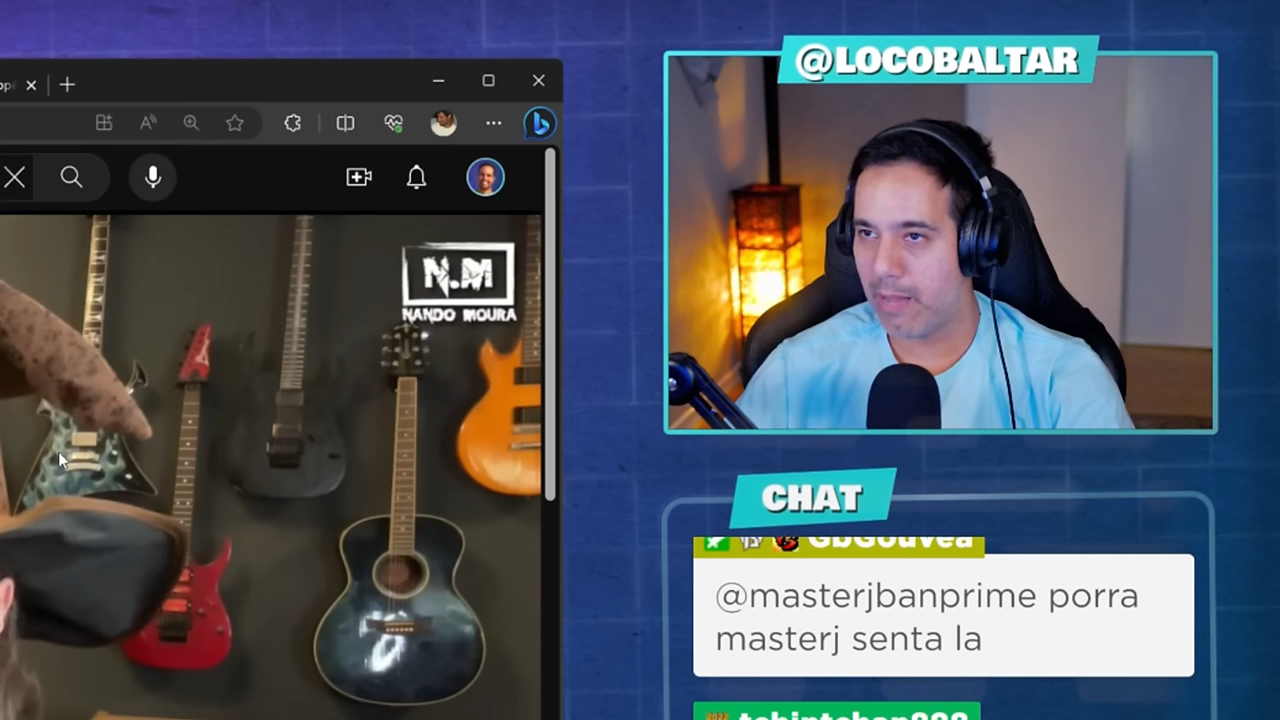 @LOCOBALTAR
N.M
NANDO MOURA
CHAT
GbGouvea
@masterjbanprime porra
masterj senta la